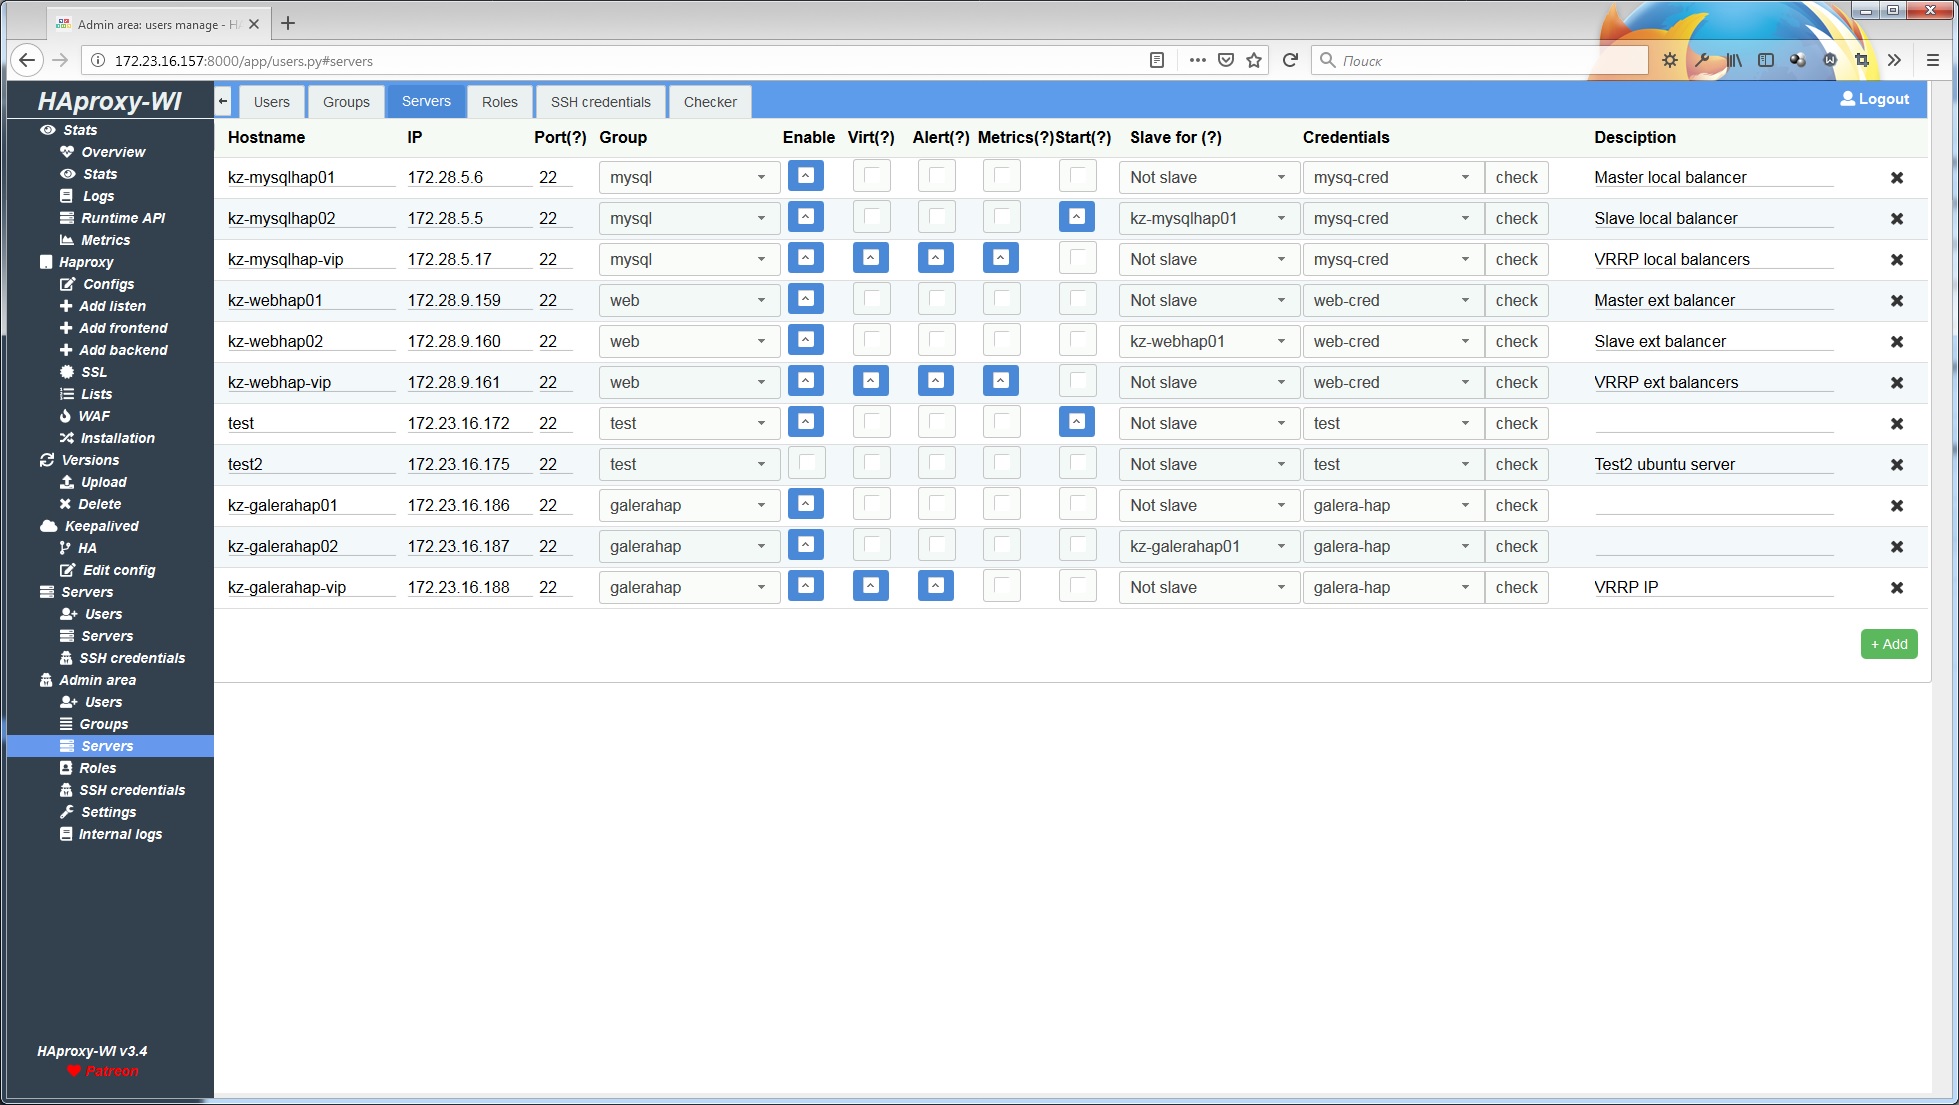 Admin area: users manage - HA
172.23.16.157:8000/app/users.py#servers
Поиск
HAproxy-WI
Users Groups Servers Roles SSH credentials Checker Logout
Stats
Overview
Stats
Logs
Runtime API
Metrics
Haproxy
Configs
Add listen
Add frontend
Add backend
SSL
Lists
WAF
Installation
Versions
Upload
Delete
Keepalived
HA
Edit config
Servers
Users
Servers
SSH credentials
Admin area
Users
Groups
Servers
Roles
SSH credentials
Settings
Internal logs
HAproxy-WI v3.4
Patreon
Hostname IP Port(?) Group Enable Virt(?) Alert(?) Metrics(?) Start(?) Slave for (?) Credentials Desciption
kz-mysqlhap01 172.28.5.6 22 mysql Not slave mysq-cred check Master local balancer
kz-mysqlhap02 172.28.5.5 22 mysql kz-mysqlhap01 mysq-cred check Slave local balancer
kz-mysqlhap-vip 172.28.5.17 22 mysql Not slave mysq-cred check VRRP local balancers
kz-webhap01 172.28.9.159 22 web Not slave web-cred check Master ext balancer
kz-webhap02 172.28.9.160 22 web kz-webhap01 web-cred check Slave ext balancer
kz-webhap-vip 172.28.9.161 22 web Not slave web-cred check VRRP ext balancers
test 172.23.16.172 22 test Not slave test check
test2 172.23.16.175 22 test Not slave test check Test2 ubuntu server
kz-galerahap01 172.23.16.186 22 galerahap Not slave galera-hap check
kz-galerahap02 172.23.16.187 22 galerahap kz-galerahap01 galera-hap check
kz-galerahap-vip 172.23.16.188 22 galerahap Not slave galera-hap check VRRP IP
+ Add